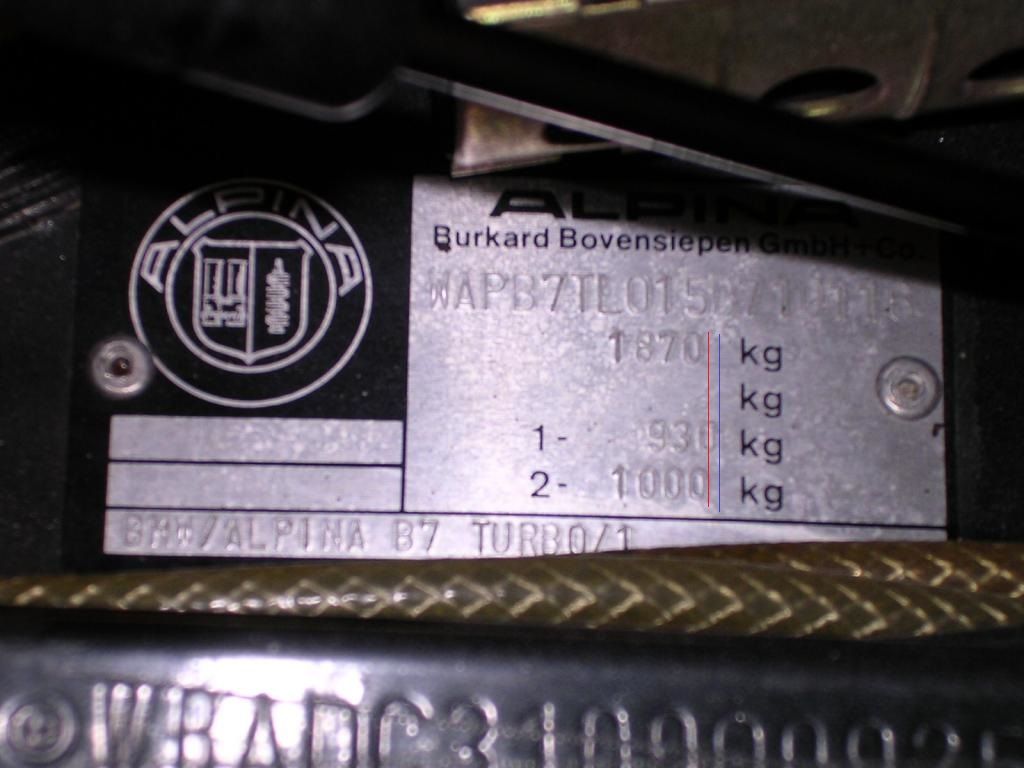 ALPINA
ALPINA
Burkard Bovensiepen GmbH+Co.
1870 kg
kg
1- 930 kg
2- 1000 kg
BMW/ALPINA B7 TURBO/1